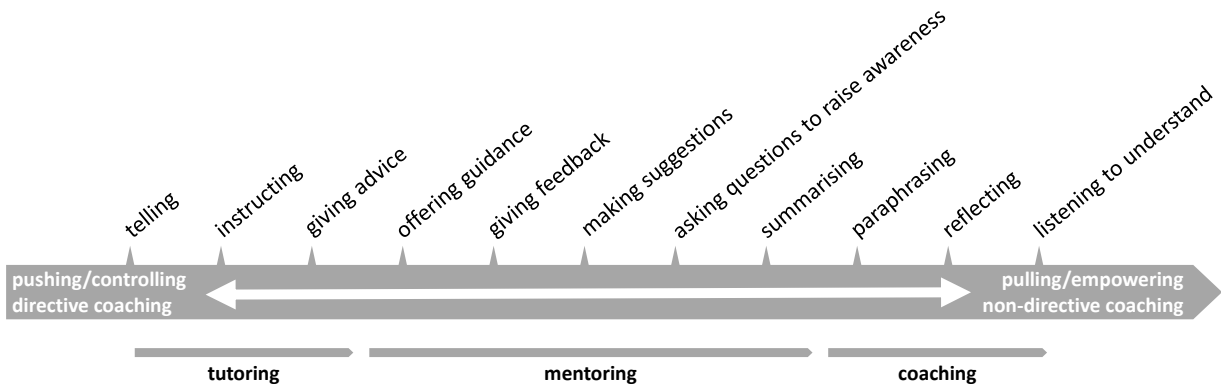 telling
instructing
giving advice
offering guidance
giving feedback
making suggestions
asking questions to raise awareness
summarising
paraphrasing
reflecting
listening to understand
pushing/controlling
directive coaching
pulling/empowering
non-directive coaching
tutoring
mentoring
coaching